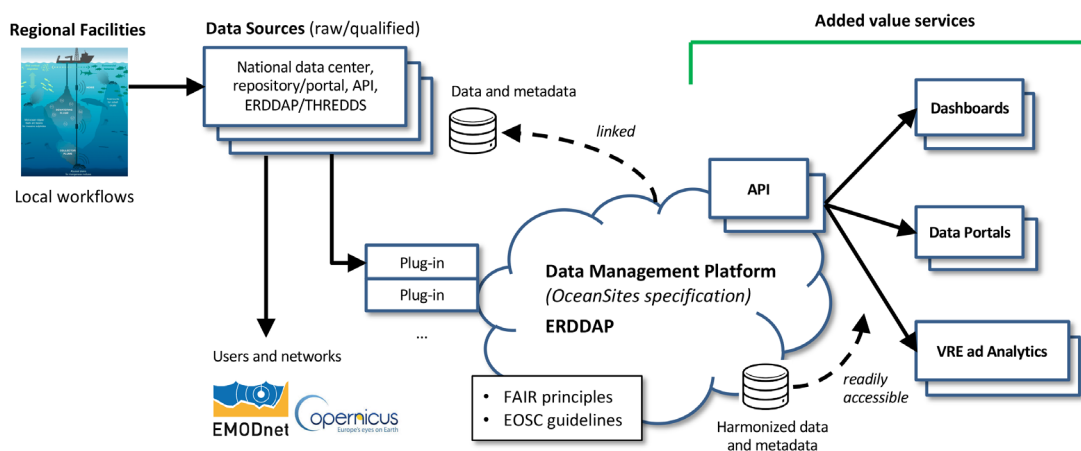 Regional Facilities
Local workflows
Data Sources (raw/qualified)
National data center,
repository/portal, API,
ERDDAP/THREDDS
Data and metadata
linked
Plug-in
Plug-in
...
Users and networks
EMODnet
Copernicus
Europe's eyes on Earth
API
Data Management Platform
(OceanSites specification)
ERDDAP
• FAIR principles
• EOSC guidelines
Harmonized data
and metadata
readily
accessible
Added value services
Dashboards
Data Portals
VRE ad Analytics